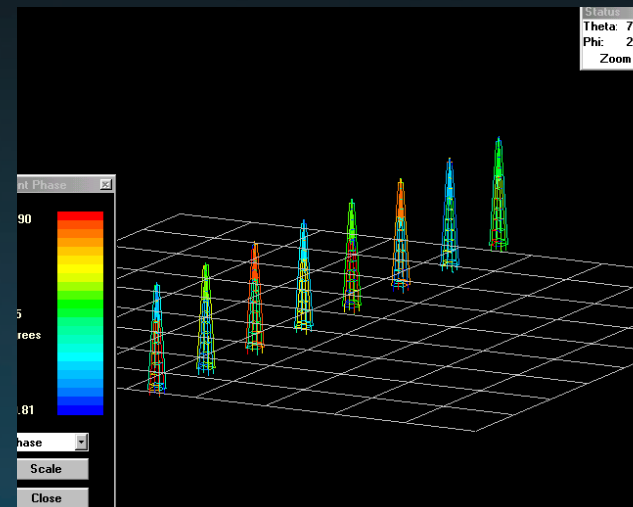 Status
Theta: 7
Phi: 2
Zoom
nt Phase
90
5
rees
.81
hase
Scale
Close